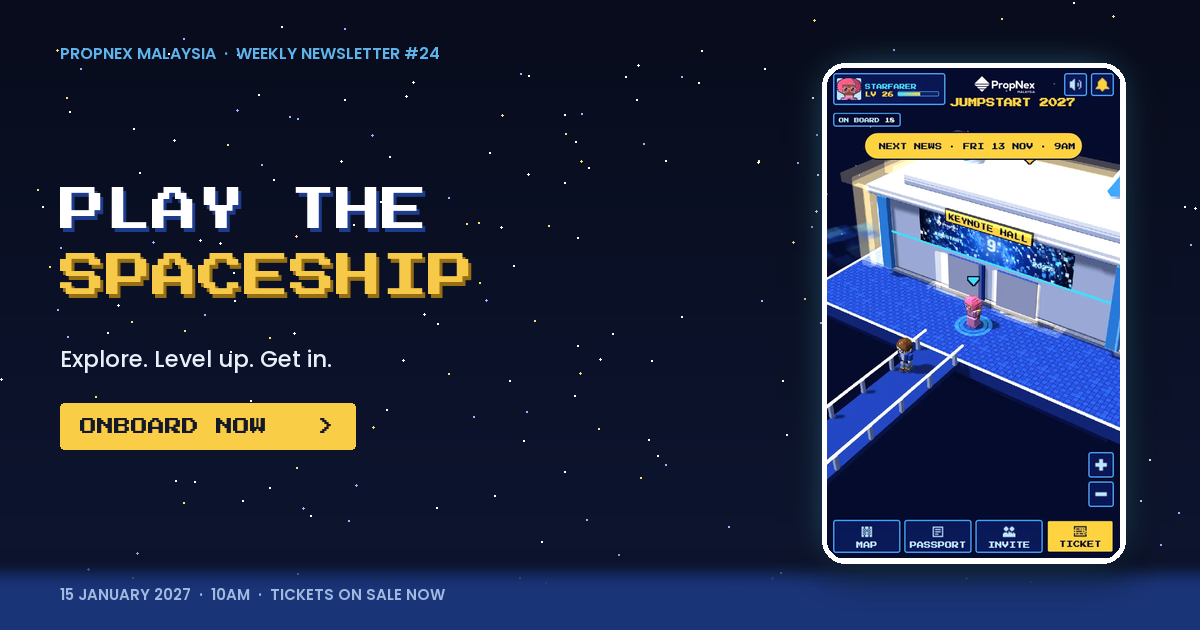 PROPNEX MALAYSIA · WEEKLY NEWSLETTER #24
PLAY THE
SPACESHIP
Explore. Level up. Get in.
ONBOARD NOW >
15 JANUARY 2027 · 10AM · TICKETS ON SALE NOW
STARFARER
LV 26
PropNex
MALAYSIA
JUMPSTART 2027
ON BOARD 18
NEXT NEWS · FRI 13 NOV · 9AM
KEYNOTE HALL
MAP
PASSPORT
INVITE
TICKET